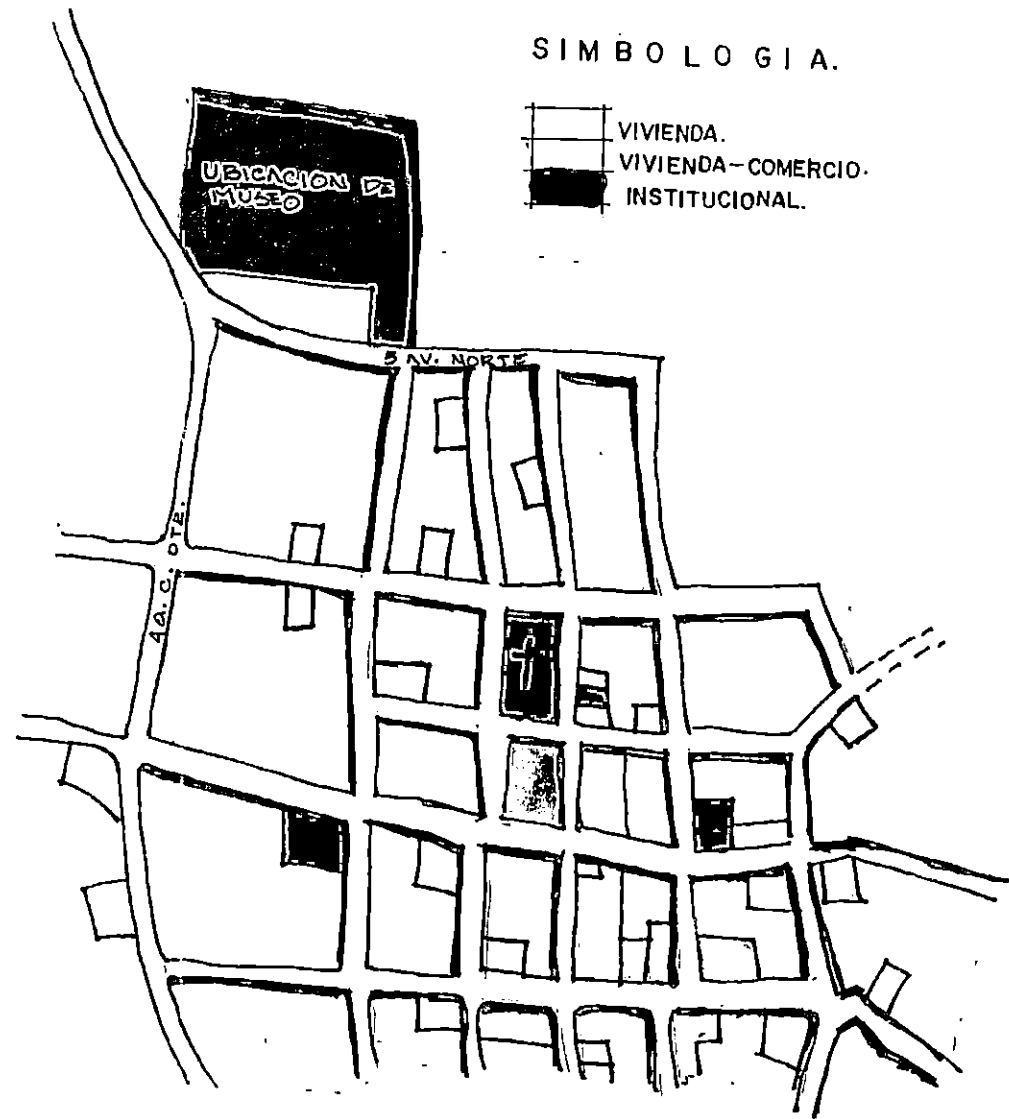 SIMBOLOGIA.
VIVIENDA.
VIVIENDA-COMERCIO.
INSTITUCIONAL.
UBICACION DE
MUSEO
5 AV. NORTE
4a. C. OTE.